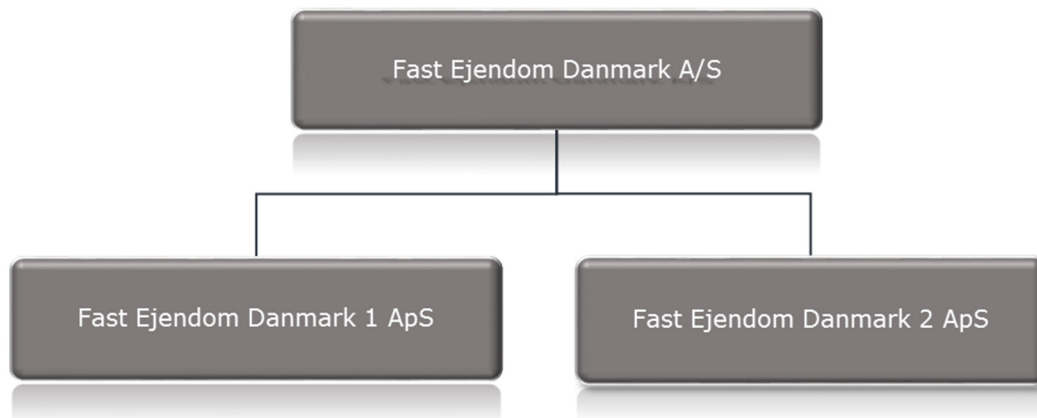 Fast Ejendom Danmark A/S
Fast Ejendom Danmark 1 ApS
Fast Ejendom Danmark 2 ApS